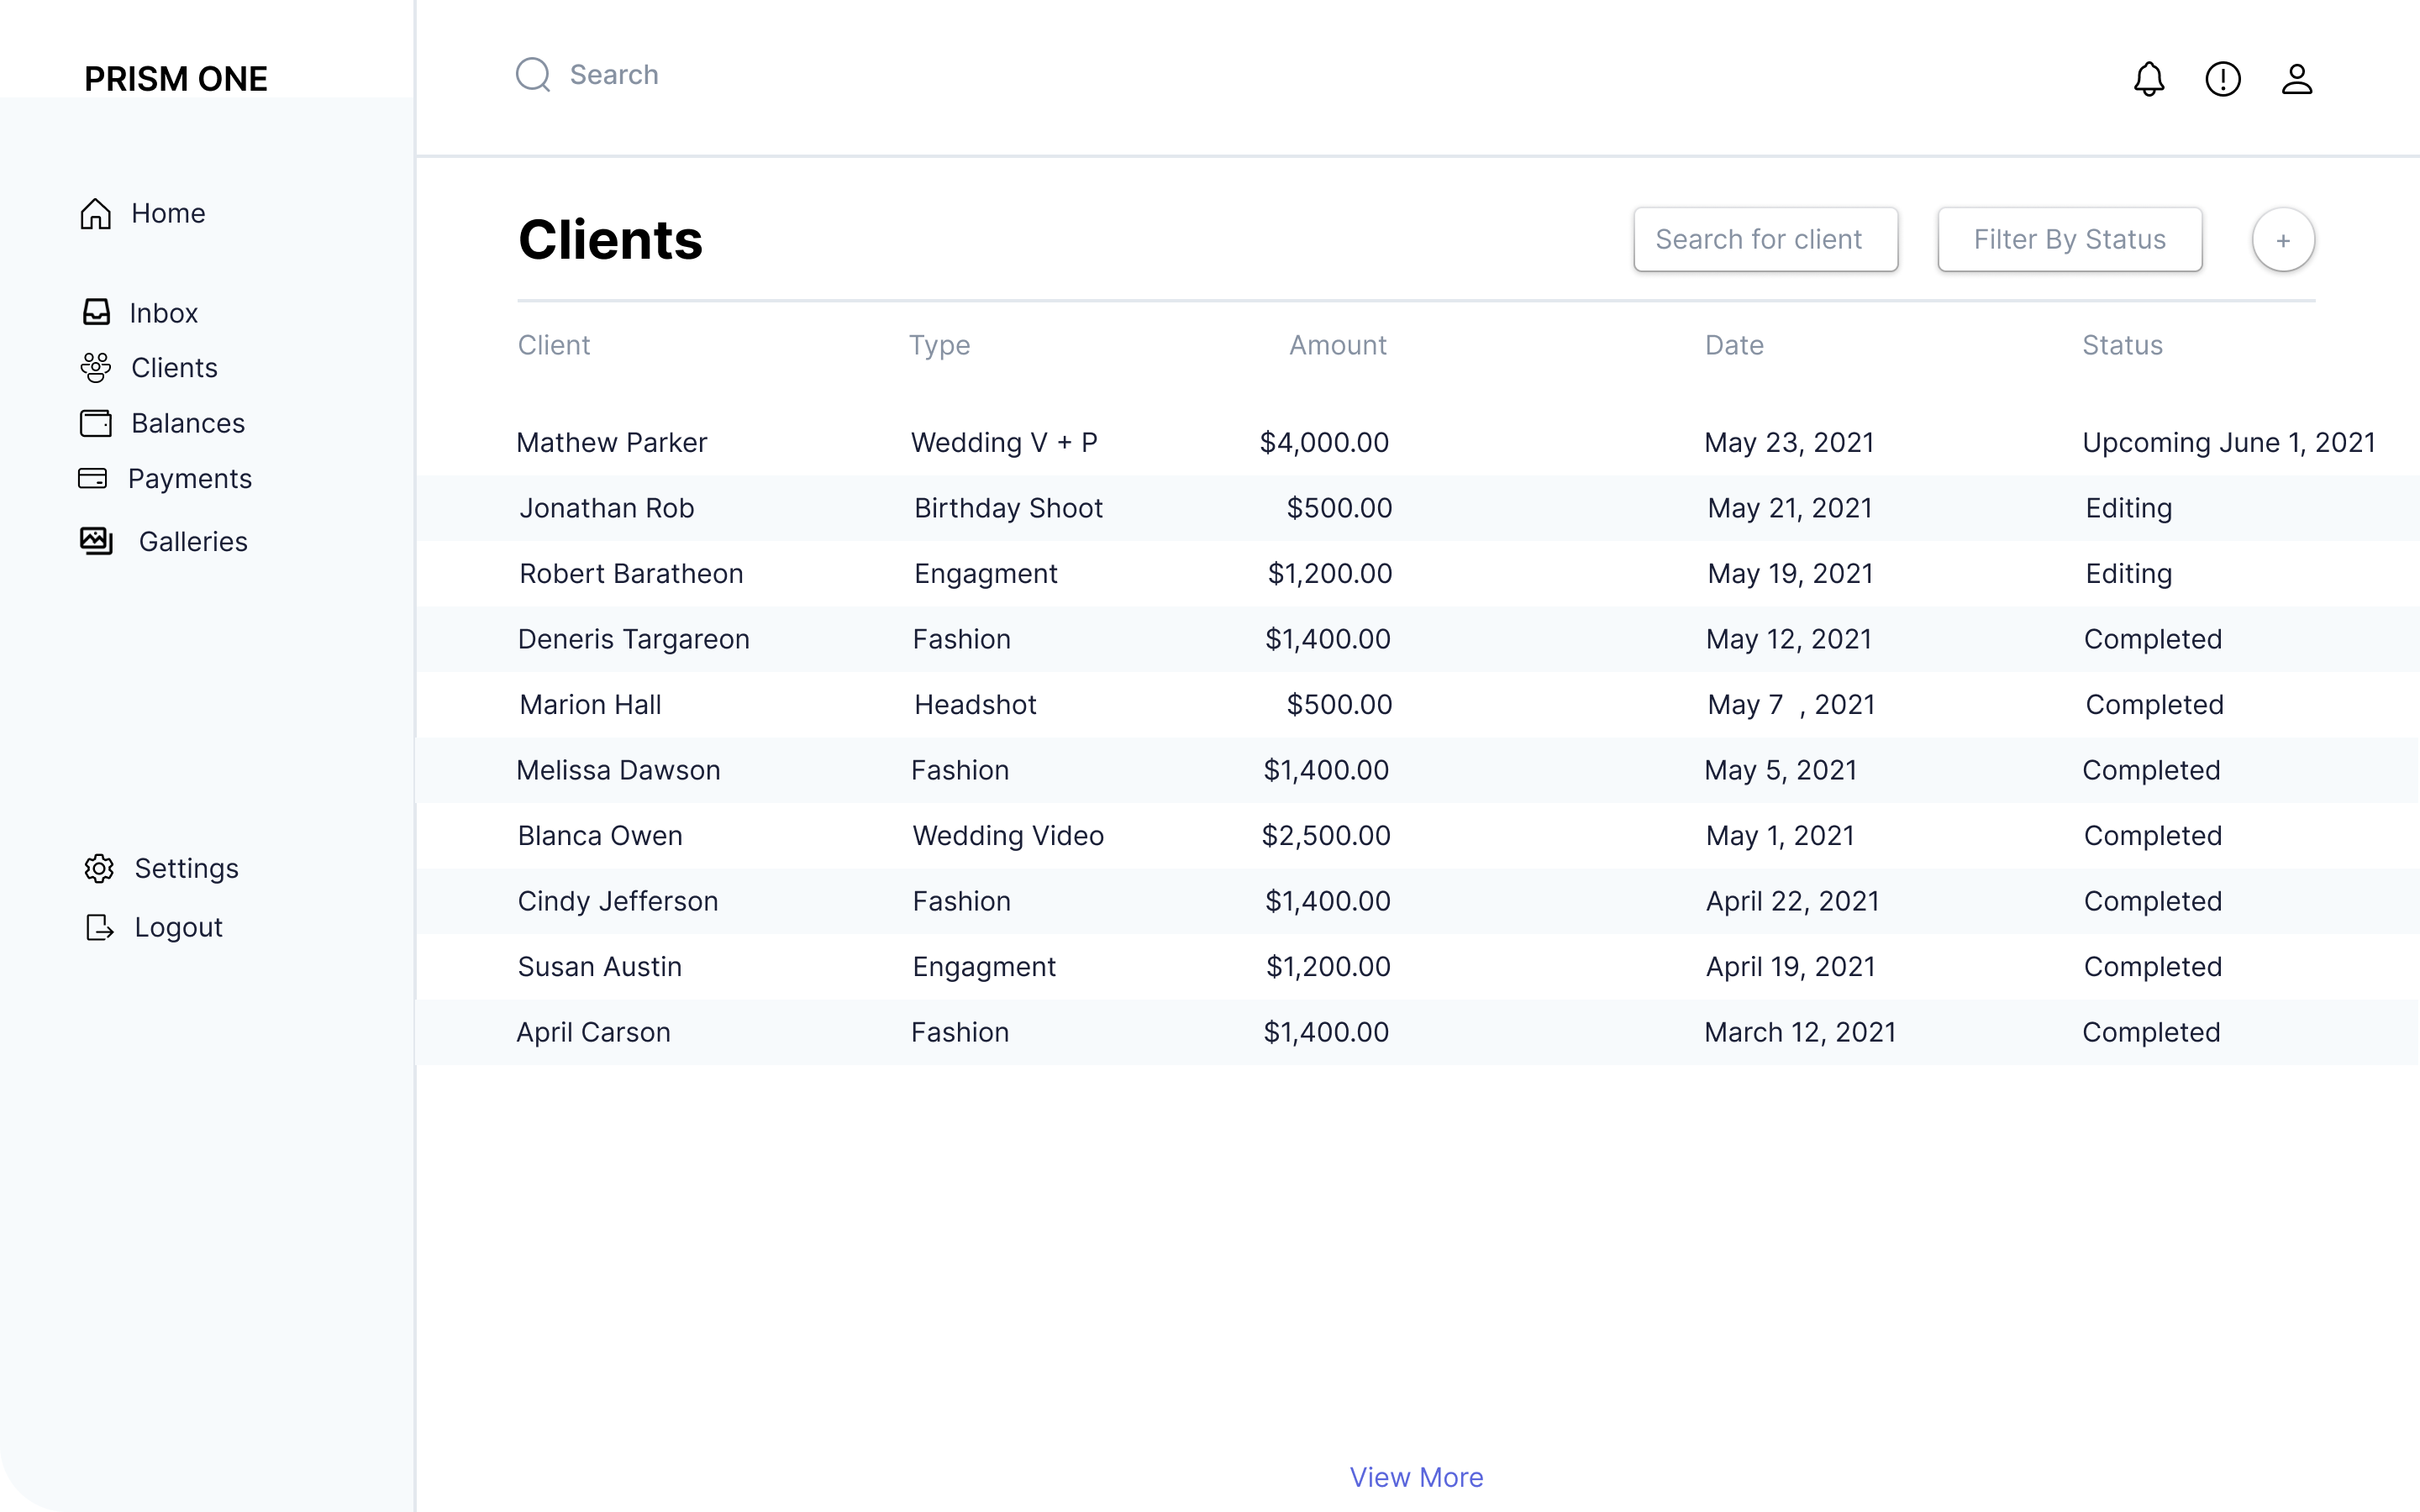 PRISM ONE
Search
Home
Inbox
Clients
Balances
Payments
Galleries
Settings
Logout
Clients
Search for client
Filter By Status
+
Client Type Amount Date Status
Mathew Parker Wedding V + P $4,000.00 May 23, 2021 Upcoming June 1, 2021
Jonathan Rob Birthday Shoot $500.00 May 21, 2021 Editing
Robert Baratheon Engagment $1,200.00 May 19, 2021 Editing
Deneris Targareon Fashion $1,400.00 May 12, 2021 Completed
Marion Hall Headshot $500.00 May 7  , 2021 Completed
Melissa Dawson Fashion $1,400.00 May 5, 2021 Completed
Blanca Owen Wedding Video $2,500.00 May 1, 2021 Completed
Cindy Jefferson Fashion $1,400.00 April 22, 2021 Completed
Susan Austin Engagment $1,200.00 April 19, 2021 Completed
April Carson Fashion $1,400.00 March 12, 2021 Completed
View More